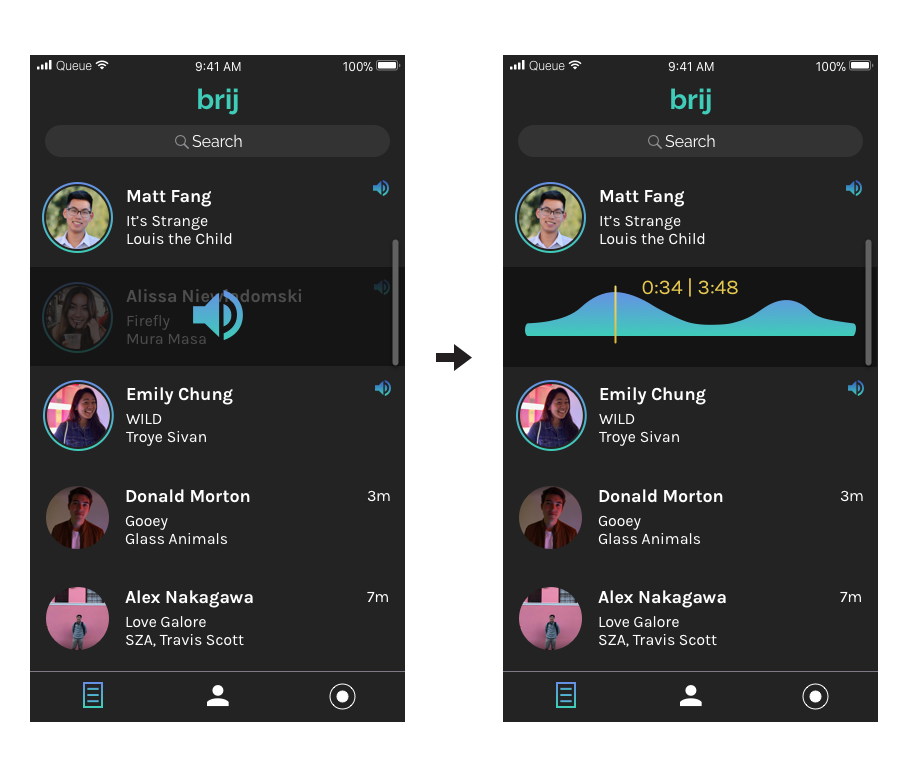 Queue 9:41 AM 100%
brij
Search
Matt Fang
It's Strange
Louis the Child
Alissa Niewiadomski
Firefly
Mura Masa
Emily Chung
WILD
Troye Sivan
Donald Morton 3m
Gooey
Glass Animals
Alex Nakagawa 7m
Love Galore
SZA, Travis Scott
Queue 9:41 AM 100%
brij
Search
Matt Fang
It's Strange
Louis the Child
0:34 | 3:48
Emily Chung
WILD
Troye Sivan
Donald Morton 3m
Gooey
Glass Animals
Alex Nakagawa 7m
Love Galore
SZA, Travis Scott